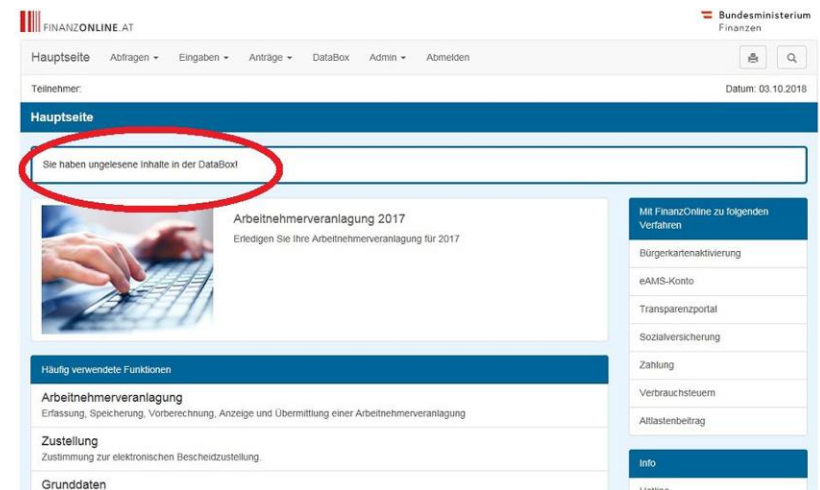 FINANZONLINE.AT
Bundesministerium
Finanzen
Hauptseite Abfragen Eingaben Anträge DataBox Admin Abmelden
Teilnehmer: Datum: 03.10.2018
Hauptseite
Sie haben ungelesene Inhalte in der DataBox!
Arbeitnehmerveranlagung 2017
Erledigen Sie Ihre Arbeitnehmerveranlagung für 2017
Mit FinanzOnline zu folgenden
Verfahren
Bürgerkartenaktivierung
eAMS-Konto
Transparenzportal
Sozialversicherung
Zahlung
Verbrauchsteuern
Altlastenbeitrag
Häufig verwendete Funktionen
Arbeitnehmerveranlagung
Erfassung, Speicherung, Vorberechnung, Anzeige und Übermittlung einer Arbeitnehmerveranlagung
Zustellung
Zustimmung zur elektronischen Bescheidzustellung.
Grunddaten
Info